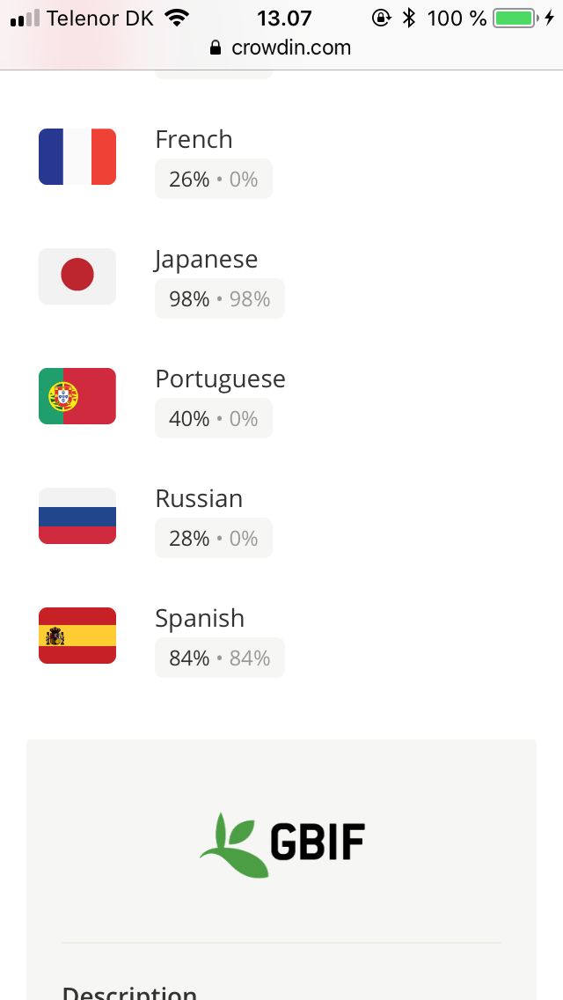 Telenor DK 13.07 100 %
crowdin.com
French
26% • 0%
Japanese
98% • 98%
Portuguese
40% • 0%
Russian
28% • 0%
Spanish
84% • 84%
GBIF
Description